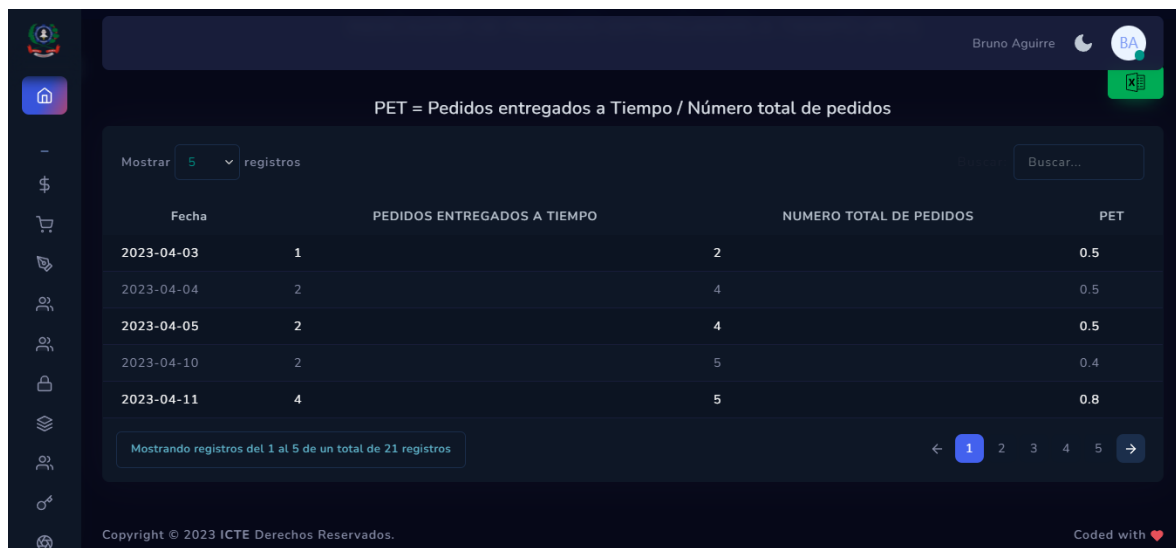 Bruno Aguirre BA
PET = Pedidos entregados a Tiempo / Número total de pedidos
Mostrar 5 registros Buscar: Buscar...
Fecha PEDIDOS ENTREGADOS A TIEMPO NUMERO TOTAL DE PEDIDOS PET
2023-04-03 1 2 0.5
2023-04-04 2 4 0.5
2023-04-05 2 4 0.5
2023-04-10 2 5 0.4
2023-04-11 4 5 0.8
Mostrando registros del 1 al 5 de un total de 21 registros ← 1 2 3 4 5 →
Copyright © 2023 ICTE Derechos Reservados. Coded with